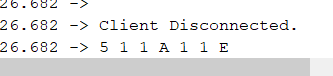 26.682 ->
26.682 -> Client Disconnected.
26.682 -> 5 1 1 A 1 1 E